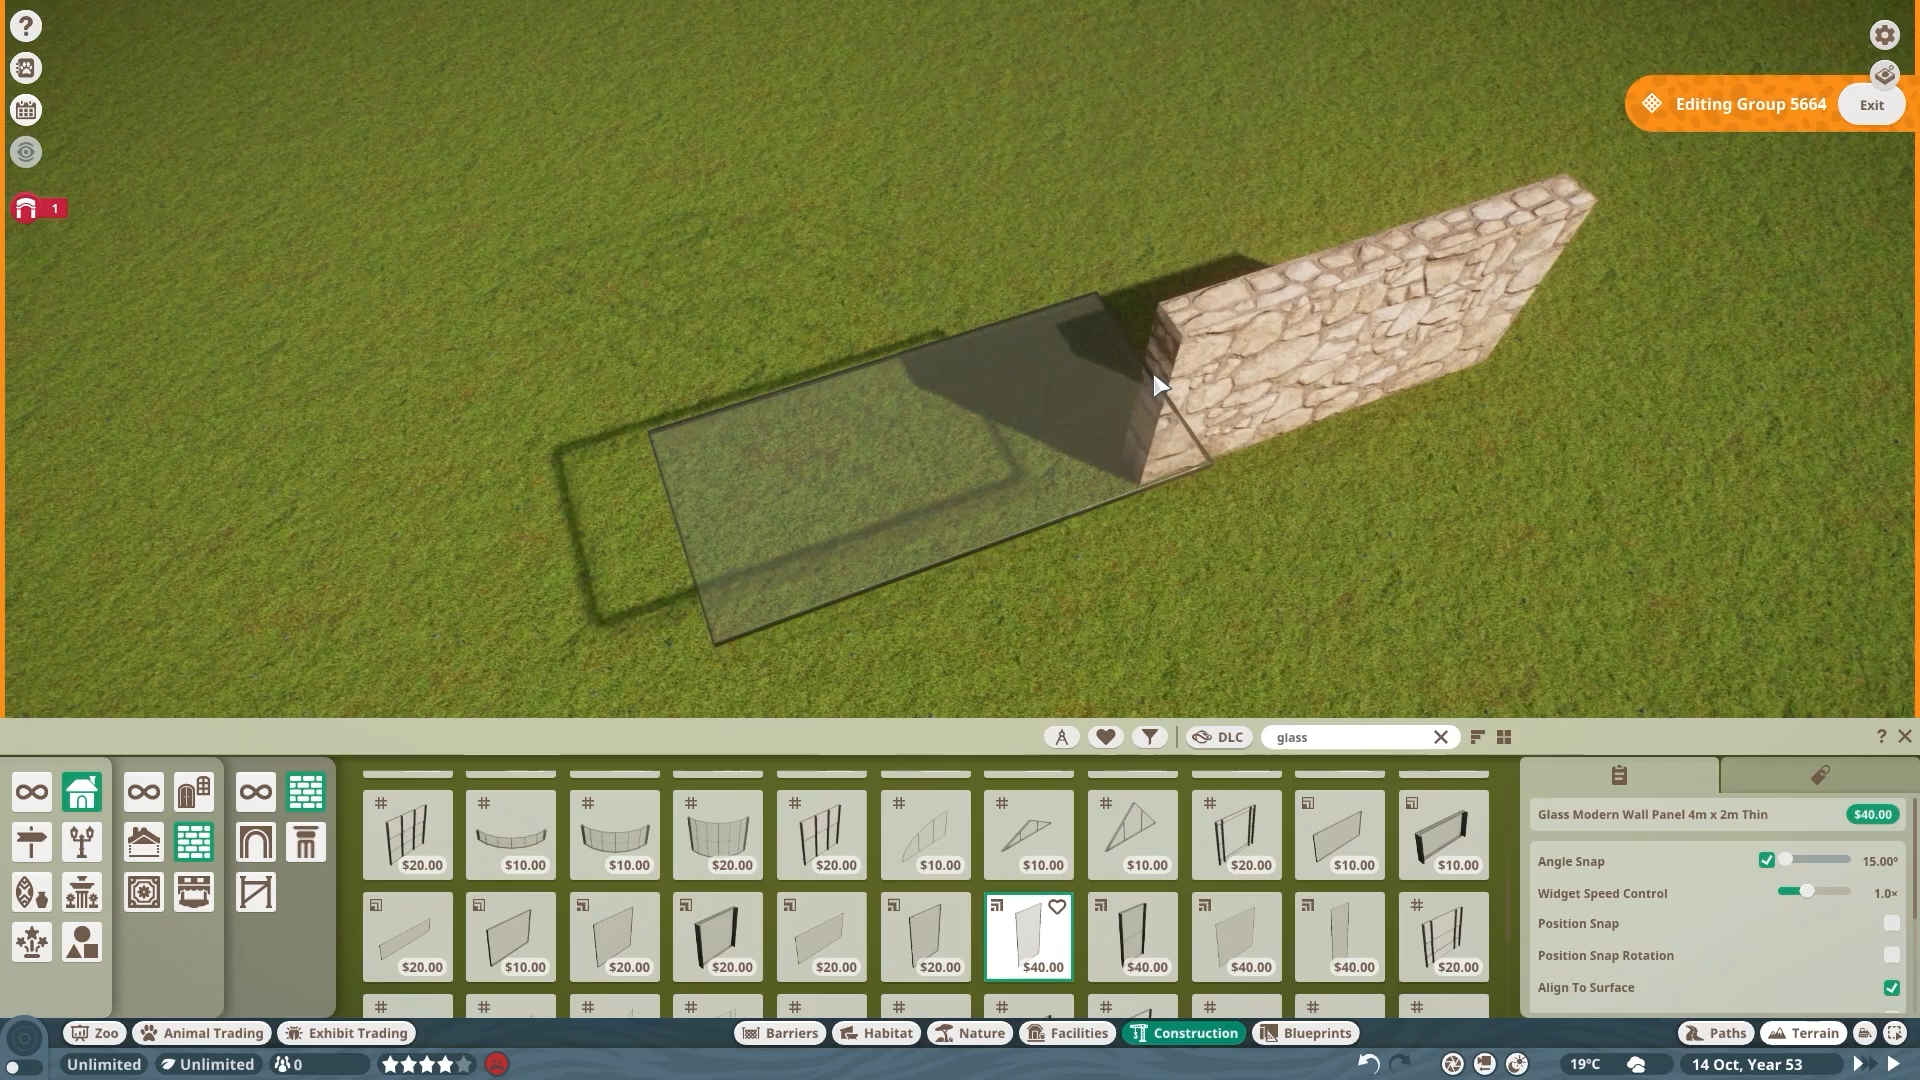 ?
Editing Group 5664
Exit
1
DLC
glass
?
$20.00
$10.00
$10.00
$20.00
$20.00
$10.00
$10.00
$10.00
$20.00
$10.00
$10.00
$20.00
$10.00
$20.00
$20.00
$20.00
$20.00
$40.00
$40.00
$40.00
$40.00
$20.00
Glass Modern Wall Panel 4m x 2m Thin
$40.00
Angle Snap
15.00º
Widget Speed Control
1.0×
Position Snap
Position Snap Rotation
Align To Surface
Zoo
Animal Trading
Exhibit Trading
Barriers
Habitat
Nature
Facilities
Construction
Blueprints
Paths
Terrain
Unlimited
Unlimited
0
19°C
14 Oct, Year 53